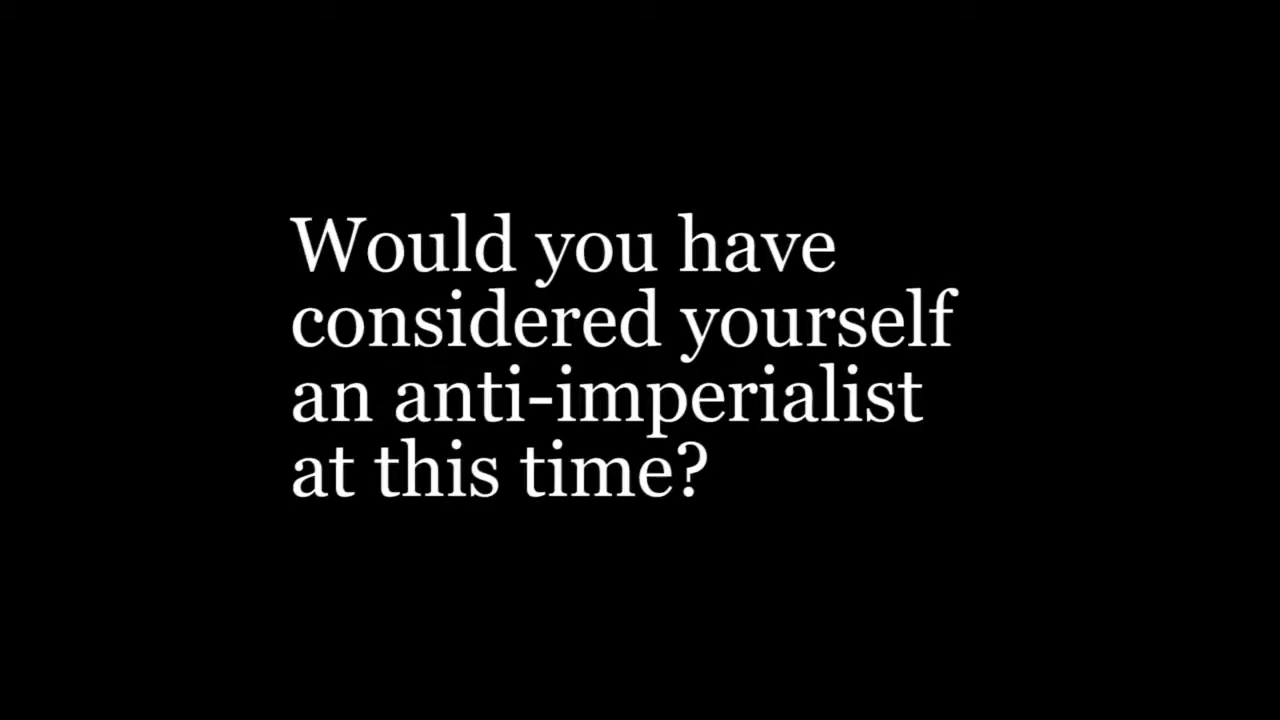 Would you have
considered yourself
an anti-imperialist
at this time?